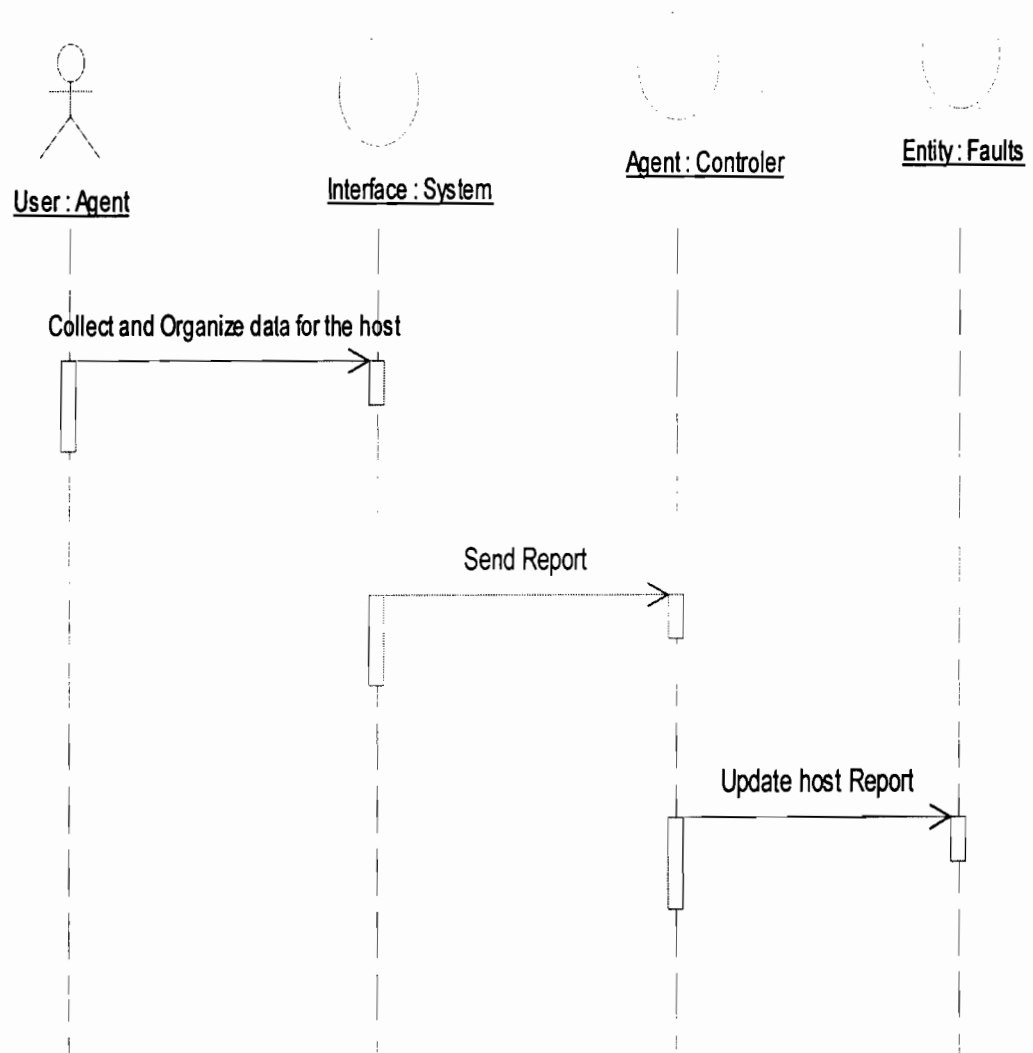 User : Agent
Interface : System
Agent : Controler
Entity : Faults
Collect and Organize data for the host
Send Report
Update host Report